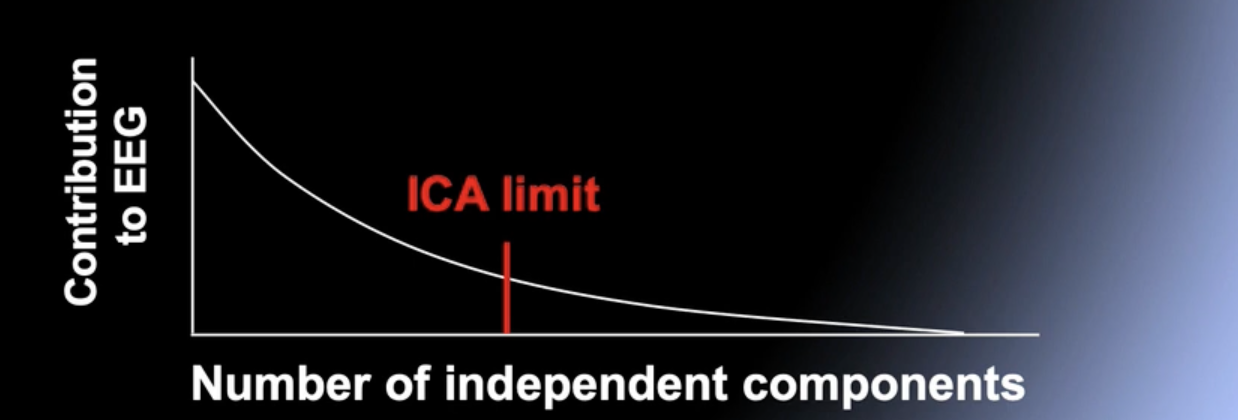 Contribution
to EEG
ICA limit
Number of independent components